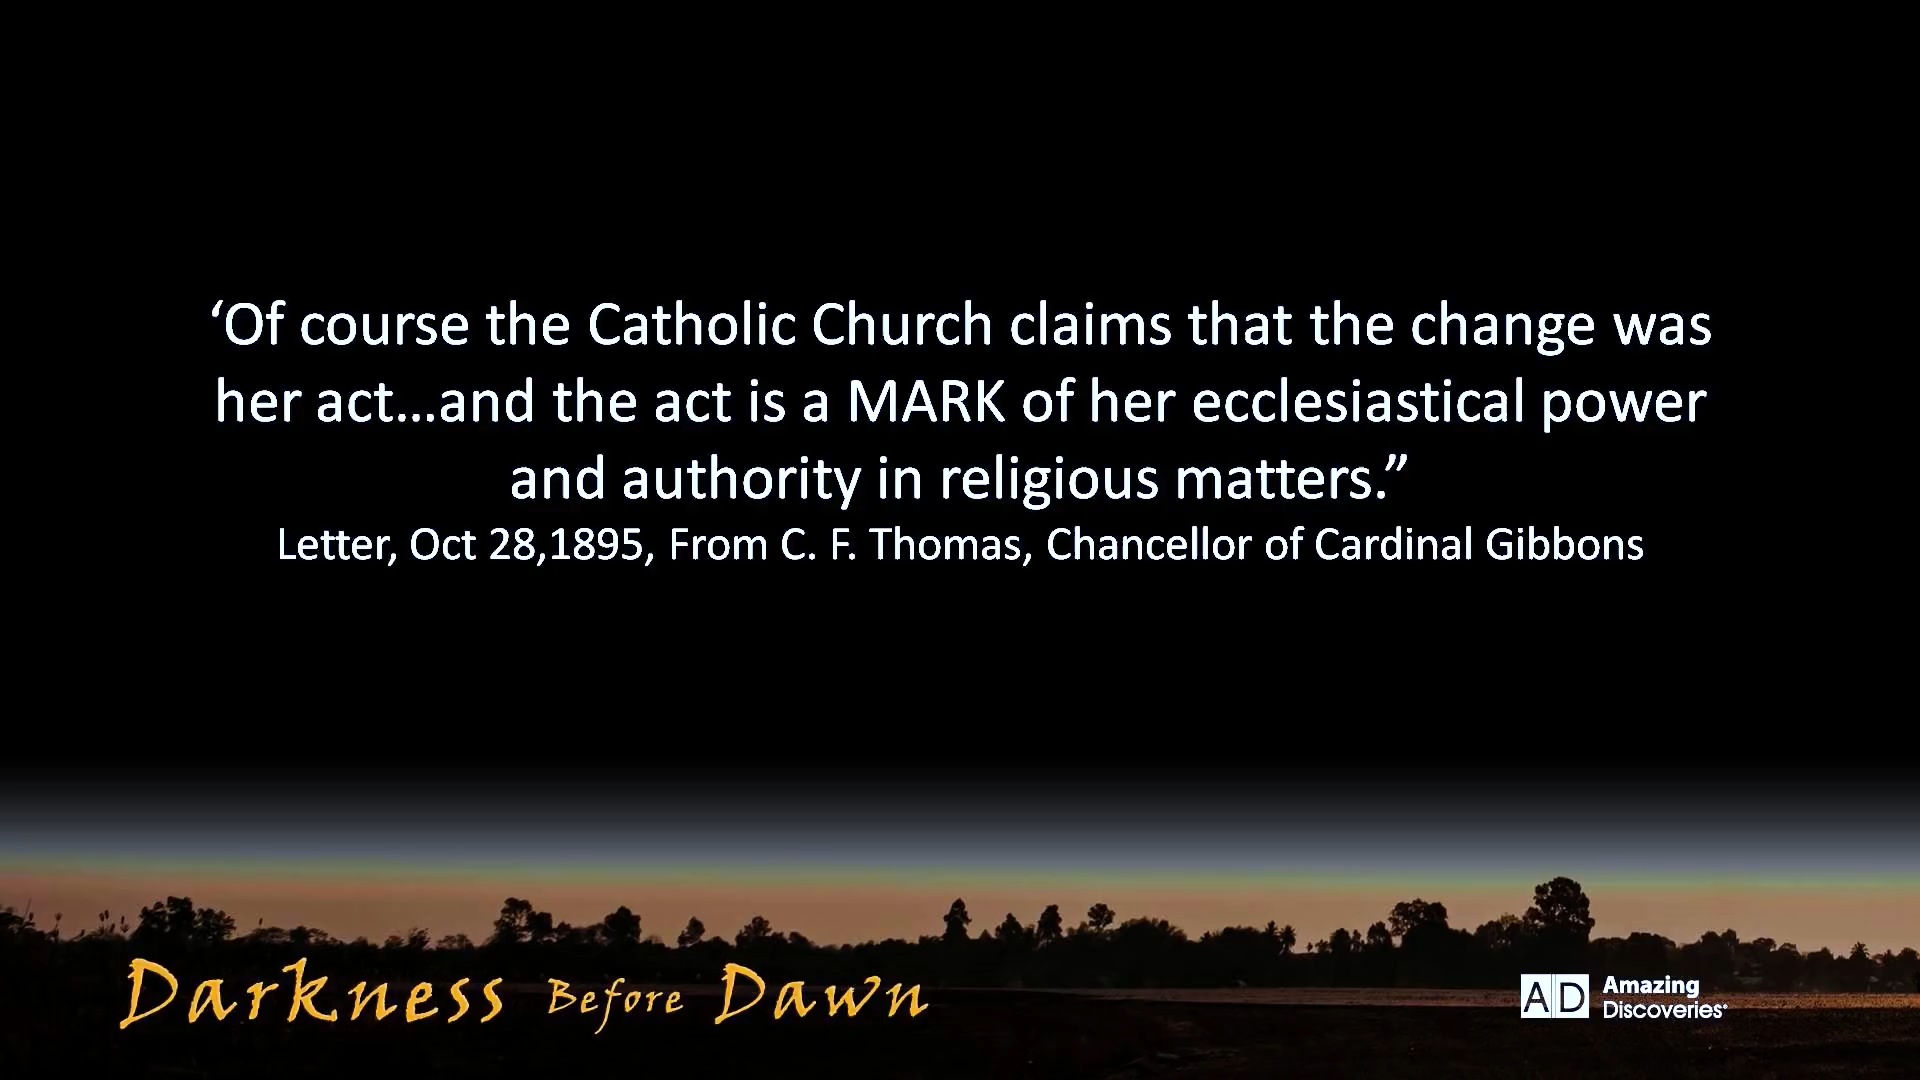 ‘Of course the Catholic Church claims that the change was
her act...and the act is a MARK of her ecclesiastical power
and authority in religious matters.”
Letter, Oct 28,1895, From C. F. Thomas, Chancellor of Cardinal Gibbons
Darkness Before Dawn
AD Amazing
Discoveries